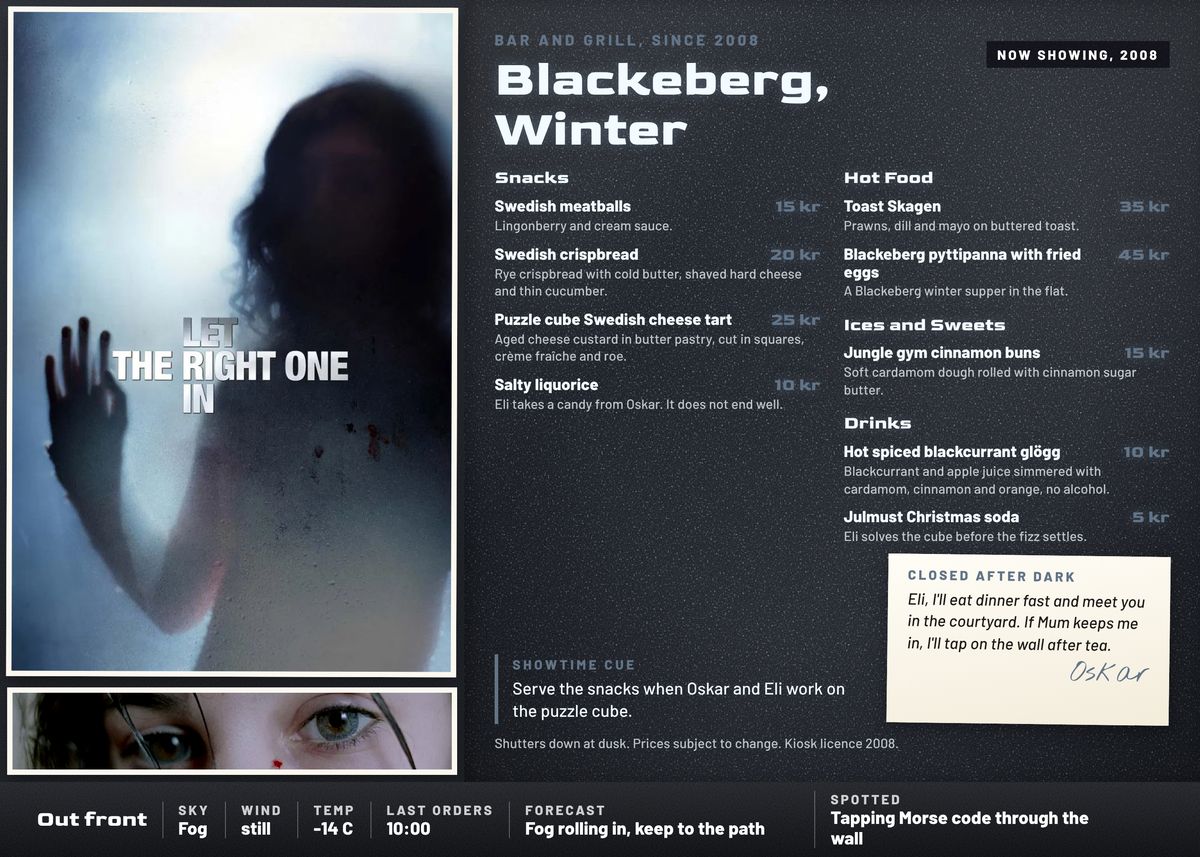 LET
THE RIGHT ONE
IN
BAR AND GRILL, SINCE 2008
Blackeberg,
Winter
NOW SHOWING, 2008
Snacks
Swedish meatballs 15 kr
Lingonberry and cream sauce.
Swedish crispbread 20 kr
Rye crispbread with cold butter, shaved hard cheese
and thin cucumber.
Puzzle cube Swedish cheese tart 25 kr
Aged cheese custard in butter pastry, cut in squares,
crème fraîche and roe.
Salty liquorice 10 kr
Eli takes a candy from Oskar. It does not end well.
Hot Food
Toast Skagen 35 kr
Prawns, dill and mayo on buttered toast.
Blackeberg pyttipanna with fried 45 kr
eggs
A Blackeberg winter supper in the flat.
Ices and Sweets
Jungle gym cinnamon buns 15 kr
Soft cardamom dough rolled with cinnamon sugar
butter.
Drinks
Hot spiced blackcurrant glögg 10 kr
Blackcurrant and apple juice simmered with
cardamom, cinnamon and orange, no alcohol.
Julmust Christmas soda 5 kr
Eli solves the cube before the fizz settles.
CLOSED AFTER DARK
Eli, I'll eat dinner fast and meet you
in the courtyard. If Mum keeps me
in, I'll tap on the wall after tea.
Oskar
SHOWTIME CUE
Serve the snacks when Oskar and Eli work on
the puzzle cube.
Shutters down at dusk. Prices subject to change. Kiosk licence 2008.
Out front
SKY
Fog
WIND
still
TEMP
-14 C
LAST ORDERS
10:00
FORECAST
Fog rolling in, keep to the path
SPOTTED
Tapping Morse code through the
wall